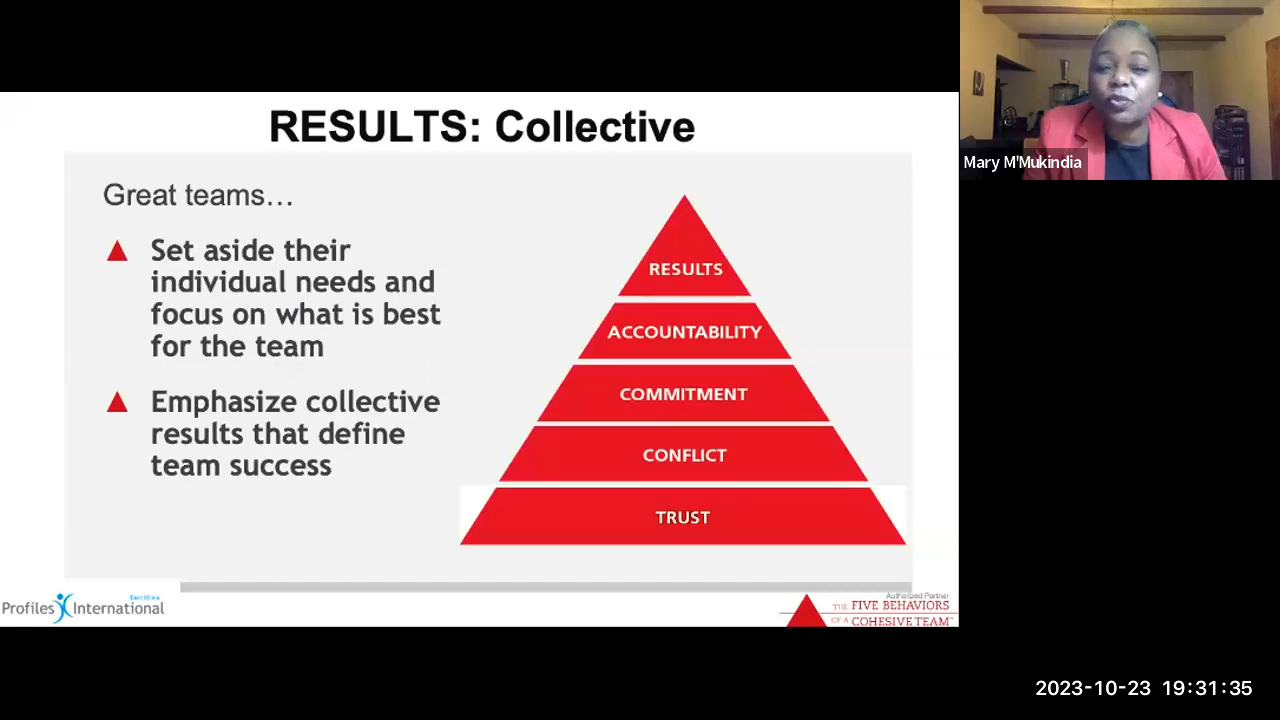 RESULTS: Collective
Great teams…
Set aside their
individual needs and
focus on what is best
for the team
Emphasize collective
results that define
team success
RESULTS
ACCOUNTABILITY
COMMITMENT
CONFLICT
TRUST
East Africa
Profiles International
Authorized Partner
THE FIVE BEHAVIORS
OF A COHESIVE TEAM™
Mary M'Mukindia
2023-10-23 19:31:35